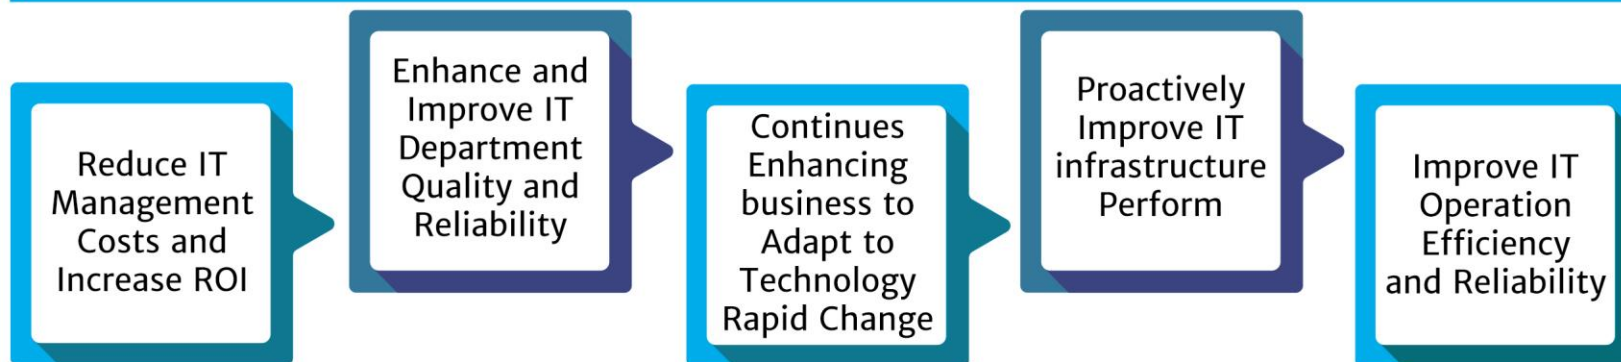 Reduce IT
Management
Costs and
Increase ROI
Enhance and
Improve IT
Department
Quality and
Reliability
Continues
Enhancing
business to
Adapt to
Technology
Rapid Change
Proactively
Improve IT
infrastructure
Perform
Improve IT
Operation
Efficiency
and Reliability